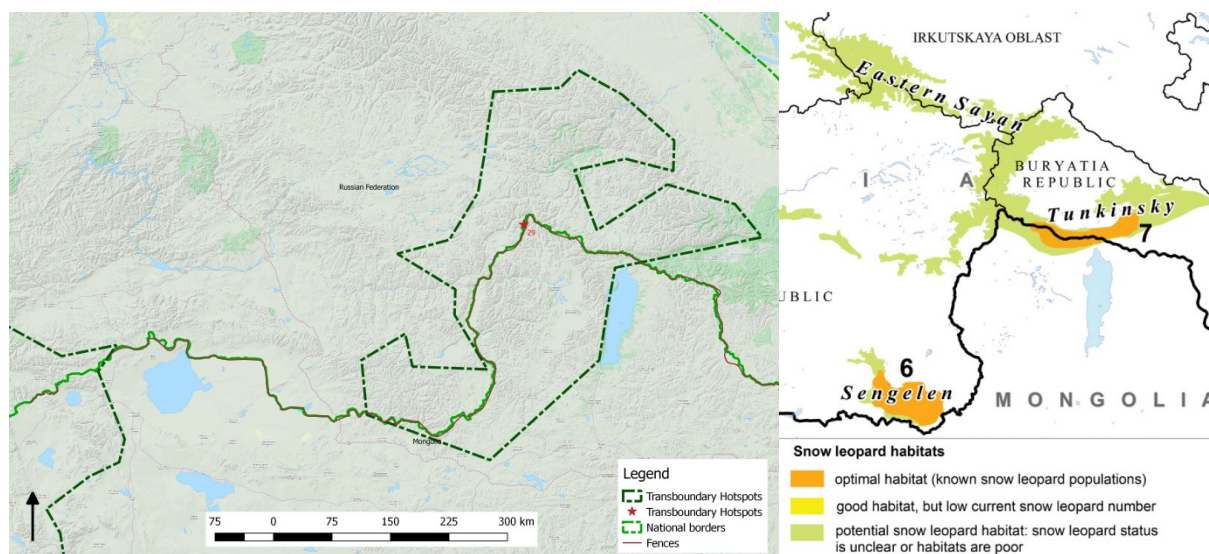 Russian Federation
29
Mongolia
Legend
Transboundary Hotspots
Transboundary Hotspots
National borders
Fences
75 0 75 150 225 300 km
IRKUTSKAYA OBLAST
Eastern Sayan
BURYATIA
I A REPUBLIC
Tunkinsky
7
UBLIC
6
Sengelen
MONGOLIA
Snow leopard habitats
optimal habitat (known snow leopard populations)
good habitat, but low current snow leopard number
potential snow leopard habitat: snow leopard status
is unclear or habitats are poor